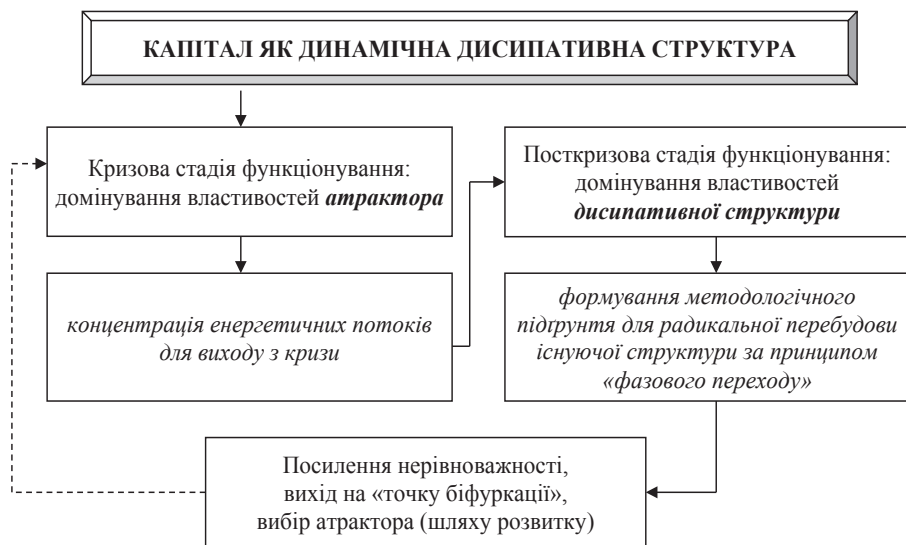 КАПІТАЛ ЯК ДИНАМІЧНА ДИСИПАТИВНА СТРУКТУРА
Кризова стадія функціонування:
домінування властивостей атрактора
концентрація енергетичних потоків
для виходу з кризи
Посткризова стадія функціонування:
домінування властивостей
дисипативної структури
формування методологічного
підґрунтя для радикальної перебудови
існуючої структури за принципом
«фазового переходу»
Посилення нерівноважності,
вихід на «точку біфуркації»,
вибір атрактора (шляху розвитку)